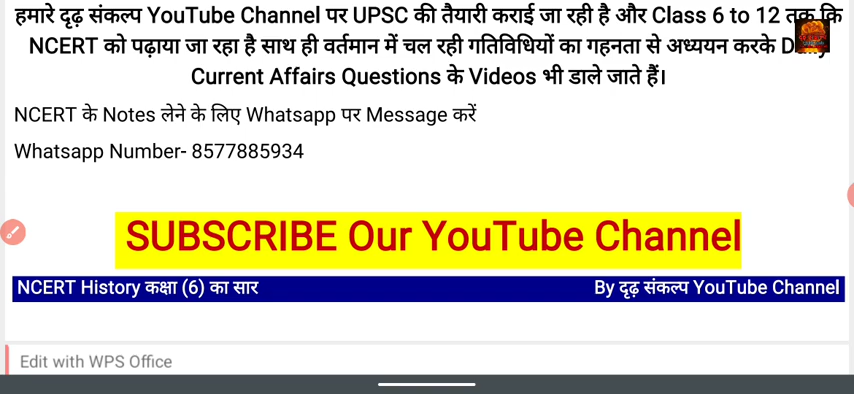 हमारे दृढ़ संकल्प YouTube Channel पर UPSC की तैयारी कराई जा रही है और Class 6 to 12 तक कि
NCERT को पढ़ाया जा रहा है साथ ही वर्तमान में चल रही गतिविधियों का गहनता से अध्ययन करके
Current Affairs Questions के Videos भी डाले जाते हैं।
NCERT के Notes लेने के लिए Whatsapp पर Message करें
Whatsapp Number- 8577885934
SUBSCRIBE Our YouTube Channel
NCERT History कक्षा (6) का सार By दृढ़ संकल्प YouTube Channel
Edit with WPS Office